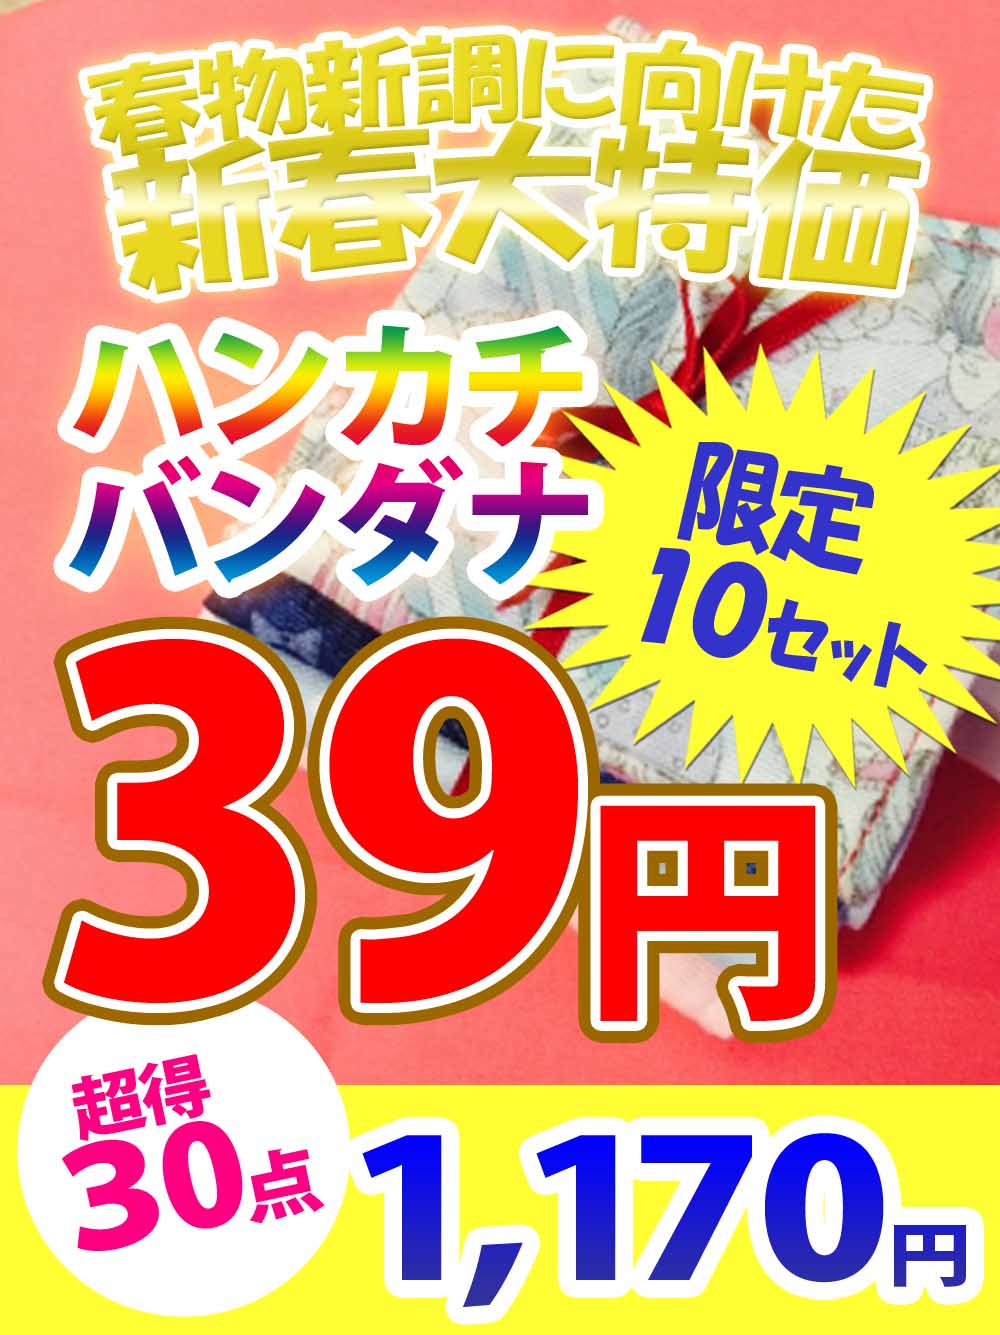 春物新調に向けた
新春大特価
ハンカチ
バンダナ
限定
10セット
39円
超得
30点
1,170円